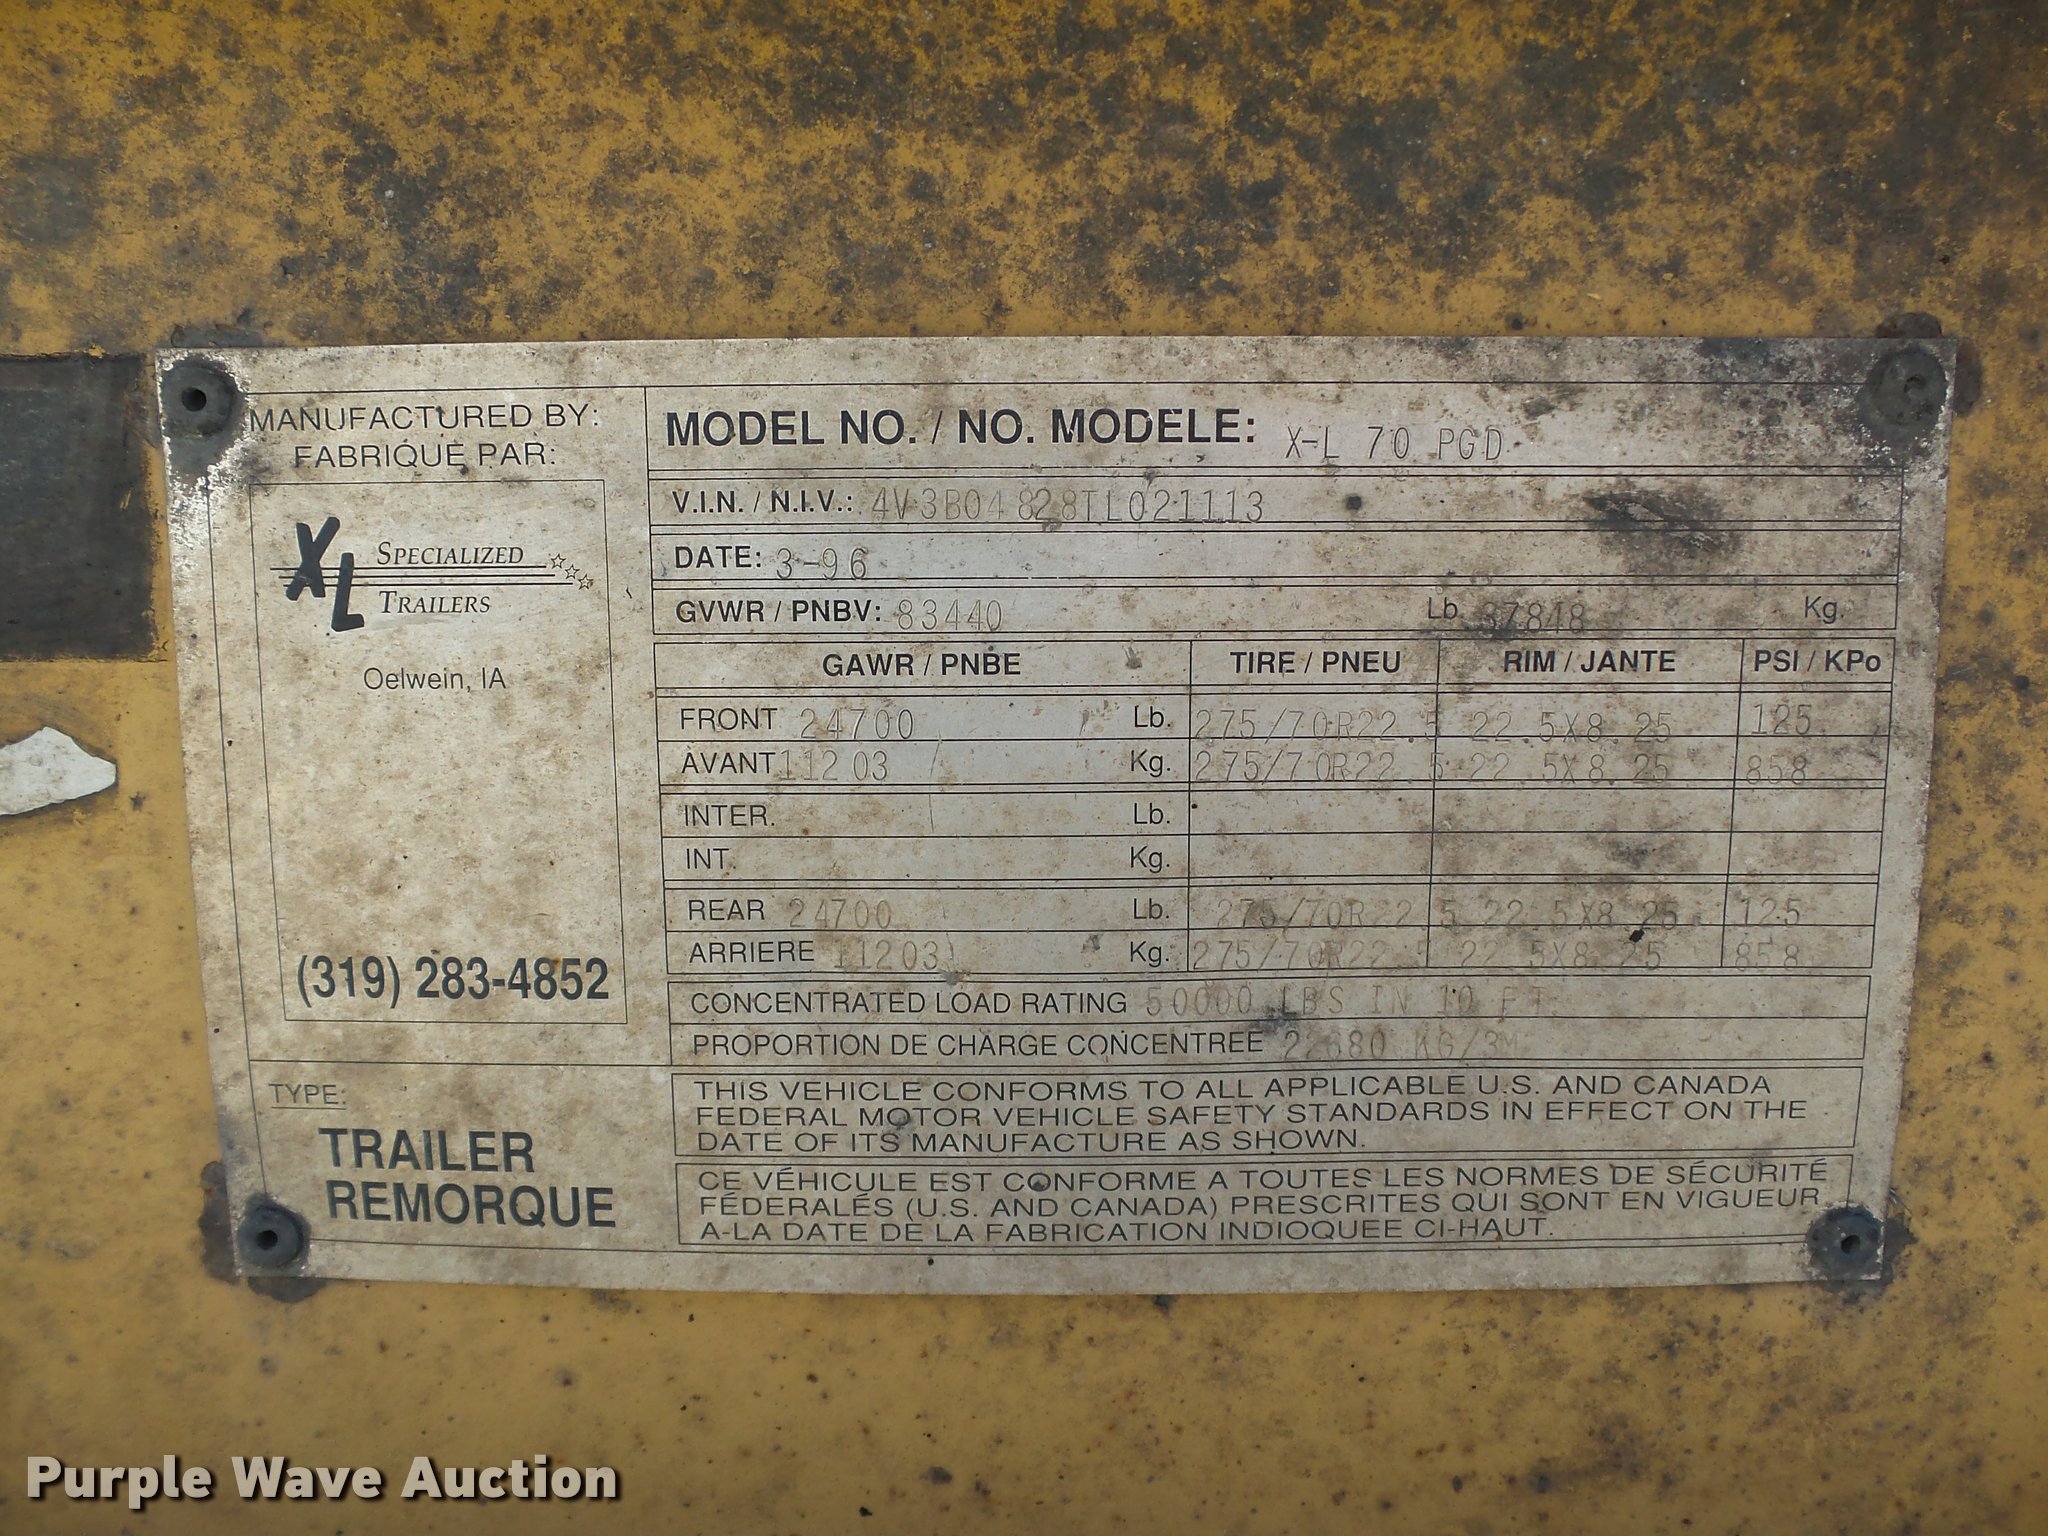 MANUFACTURED BY:
FABRIQUÉ PAR:
XL SPECIALIZED
TRAILERS
Oelwein, IA
(319) 283-4852
TYPE:
TRAILER
REMORQUE
MODEL NO. / NO. MODELE: X-L 70 PGD
V.I.N. / N.I.V.: 4V3B04828TL021113
DATE: 3-96
GVWR / PNBV: 83440 Lb. 37848 Kg.
GAWR / PNBE TIRE / PNEU RIM / JANTE PSI / KPo
FRONT 24700 Lb. 275/70R22.5 22.5X8.25 125
AVANT 11203 Kg. 275/70R22.5 22.5X8.25 858
INTER. Lb.
INT. Kg.
REAR 24700 Lb. 275/70R22.5 22.5X8.25 125
ARRIERE 11203 Kg. 275/70R22.5 22.5X8.25 858
CONCENTRATED LOAD RATING 50000 LBS IN 10 FT.
PROPORTION DE CHARGE CONCENTREE 22680 KG/3M
THIS VEHICLE CONFORMS TO ALL APPLICABLE U.S. AND CANADA
FEDERAL MOTOR VEHICLE SAFETY STANDARDS IN EFFECT ON THE
DATE OF ITS MANUFACTURE AS SHOWN.
CE VÉHICULE EST CONFORME A TOUTES LES NORMES DE SÉCURITÉ
FÉDERALÉS (U.S. AND CANADA) PRESCRITES QUI SONT EN VIGUEUR
A-LA DATE DE LA FABRICATION INDIOQUEE CI-HAUT.
Purple Wave Auction